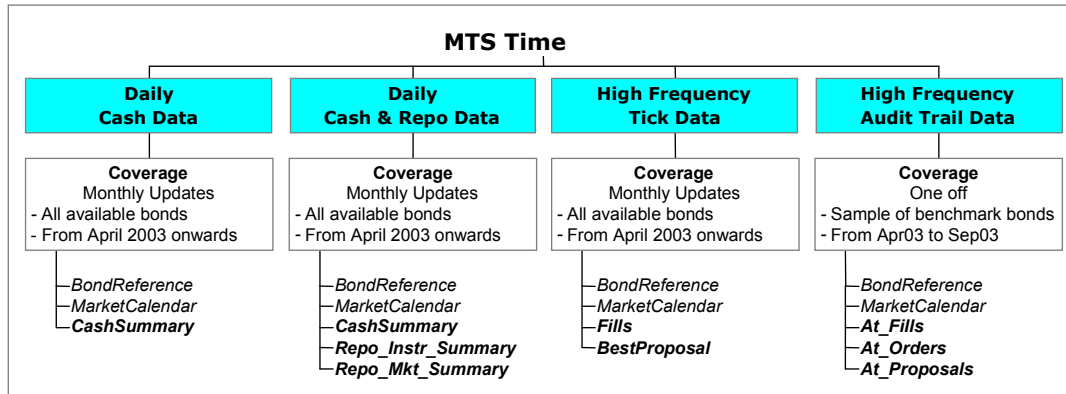 MTS Time
Daily
Cash Data
Coverage
Monthly Updates
- All available bonds
- From April 2003 onwards
BondReference
MarketCalendar
CashSummary
Daily
Cash & Repo Data
Coverage
Monthly Updates
- All available bonds
- From April 2003 onwards
BondReference
MarketCalendar
CashSummary
Repo_Instr_Summary
Repo_Mkt_Summary
High Frequency
Tick Data
Coverage
Monthly Updates
- All available bonds
- From April 2003 onwards
BondReference
MarketCalendar
Fills
BestProposal
High Frequency
Audit Trail Data
Coverage
One off
- Sample of benchmark bonds
- From Apr03 to Sep03
BondReference
MarketCalendar
At_Fills
At_Orders
At_Proposals